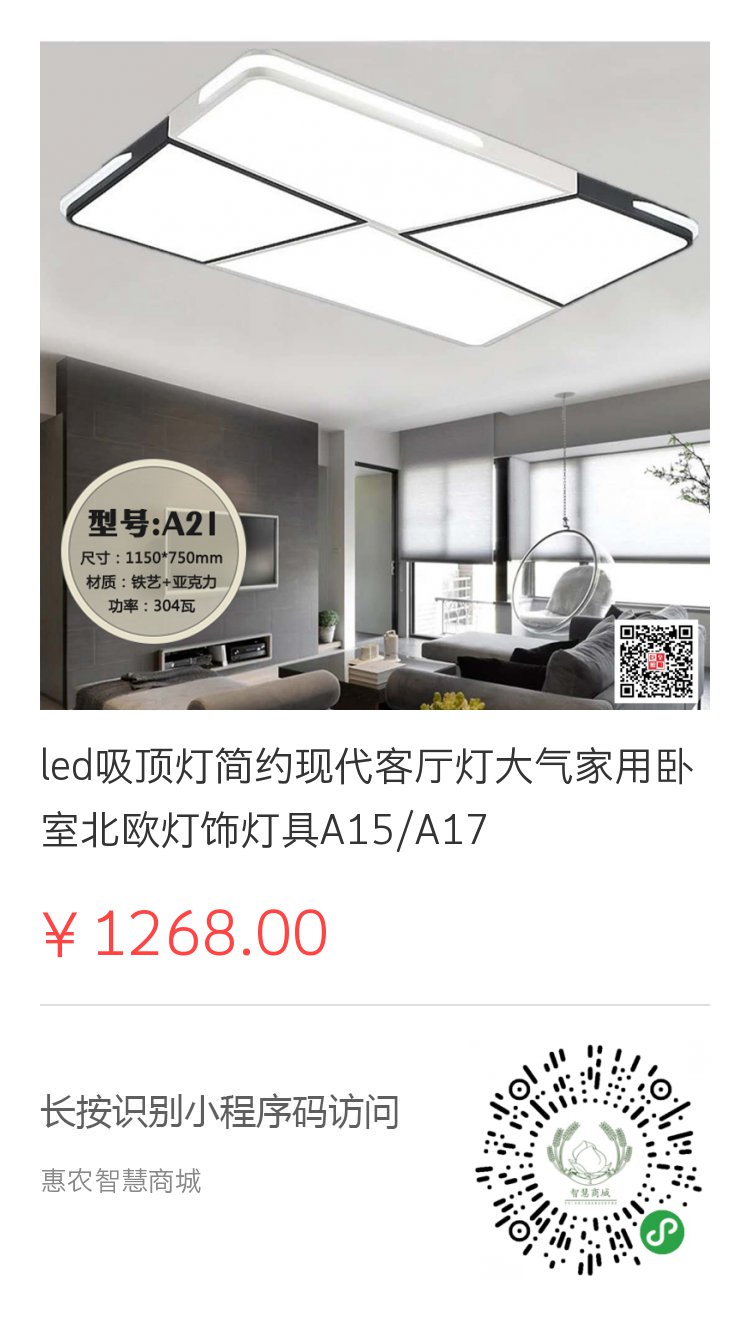 型号:A21
尺寸：1150*750mm
材质：铁艺+亚克力
功率：304瓦
led吸顶灯简约现代客厅灯大气家用卧
室北欧灯饰灯具A15/A17
¥ 1268.00
长按识别小程序码访问
惠农智慧商城
智慧商城